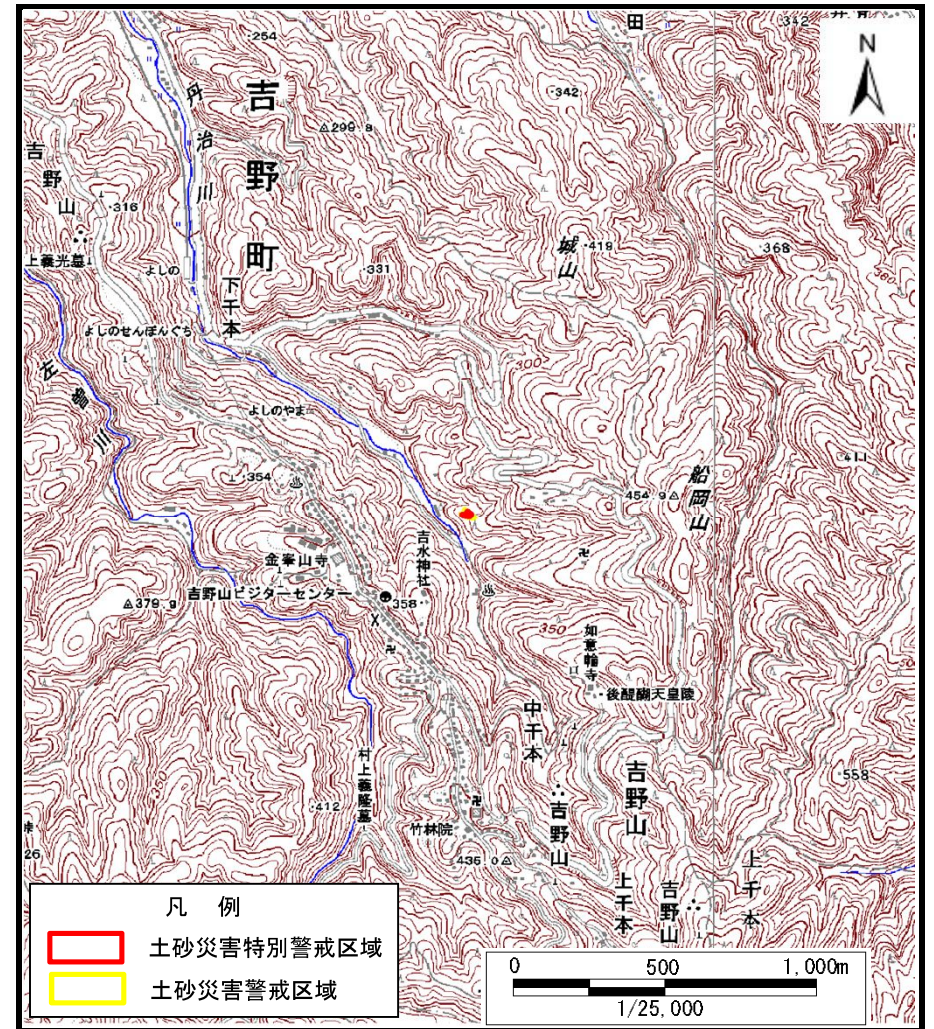 田
・342
・254
N
吉野町
丹治川
・342
△299.8
吉野山
・316
上義光墓
よしの
・331
城山
・419
・368
下千本
よしのせんぼんぐち
左曽川
300
よしのやま
船岡山
・411
・354
454.9△
吉水神社
金峯山寺
吉野山ビジターセンター
・358
△379.9
350
如意輪寺
後醍醐天皇陵
中千本
村上義隆墓
吉野山
・558
・412
吉野山
竹林院
436.0△
上千本
上千本
吉野山
26
凡 例
土砂災害特別警戒区域
土砂災害警戒区域
0 500 1,000m
1/25,000